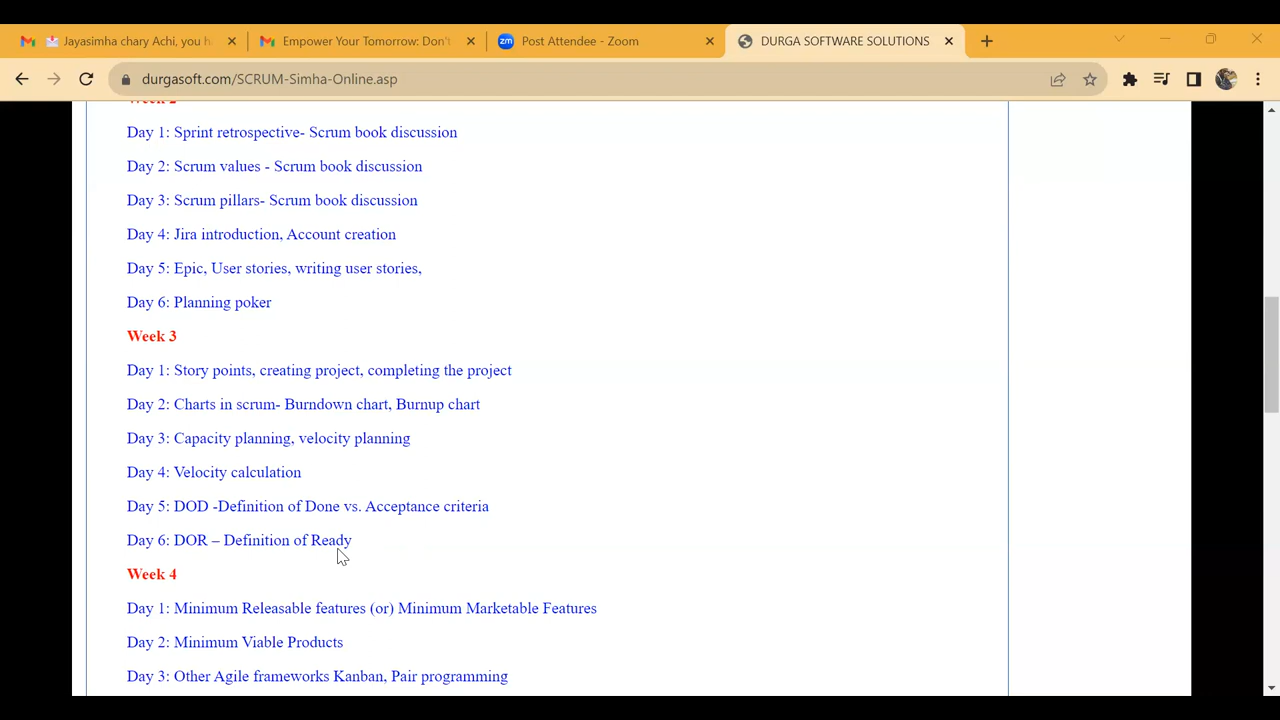 Jayasimha chary Achi, you h
Empower Your Tomorrow: Don't
zm
Post Attendee - Zoom
DURGA SOFTWARE SOLUTIONS
durgasoft.com/SCRUM-Simha-Online.asp
Week 2
Day 1: Sprint retrospective- Scrum book discussion
Day 2: Scrum values - Scrum book discussion
Day 3: Scrum pillars- Scrum book discussion
Day 4: Jira introduction, Account creation
Day 5: Epic, User stories, writing user stories,
Day 6: Planning poker
Week 3
Day 1: Story points, creating project, completing the project
Day 2: Charts in scrum- Burndown chart, Burnup chart
Day 3: Capacity planning, velocity planning
Day 4: Velocity calculation
Day 5: DOD -Definition of Done vs. Acceptance criteria
Day 6: DOR – Definition of Ready
Week 4
Day 1: Minimum Releasable features (or) Minimum Marketable Features
Day 2: Minimum Viable Products
Day 3: Other Agile frameworks Kanban, Pair programming